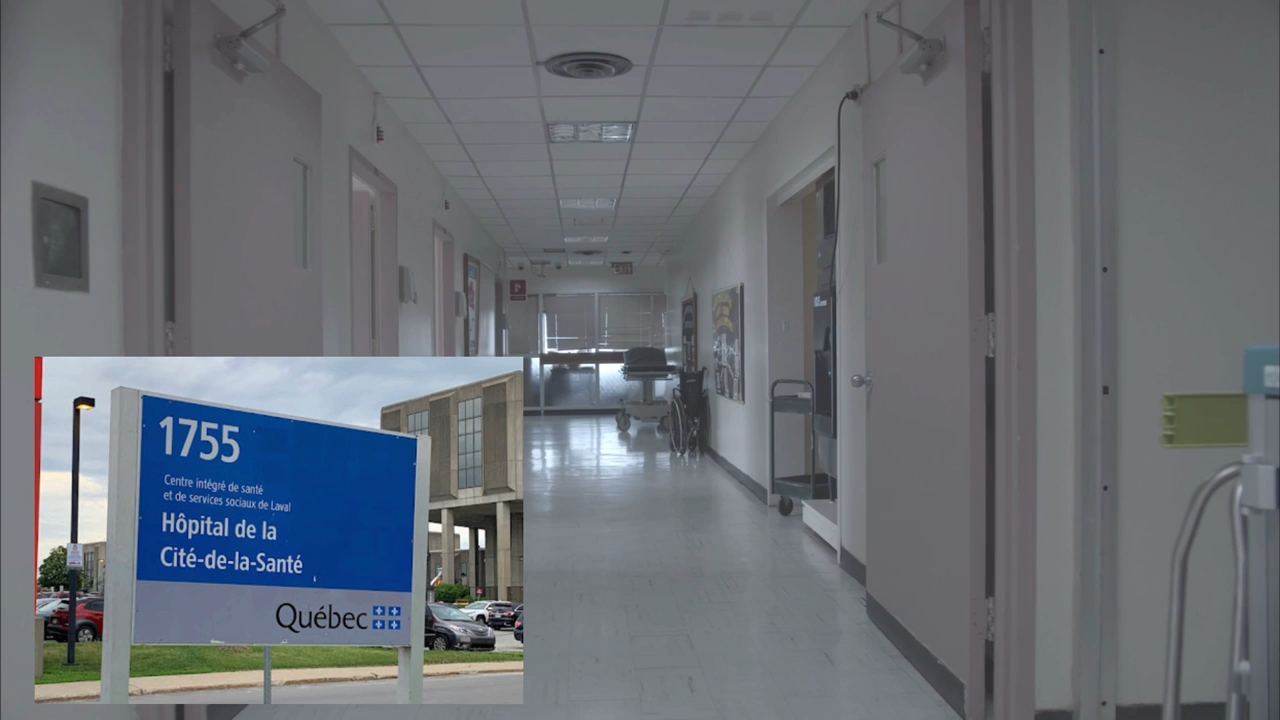 EXIT
1755
Centre intégré de santé
et de services sociaux de Laval
Hôpital de la
Cité-de-la-Santé
Québec